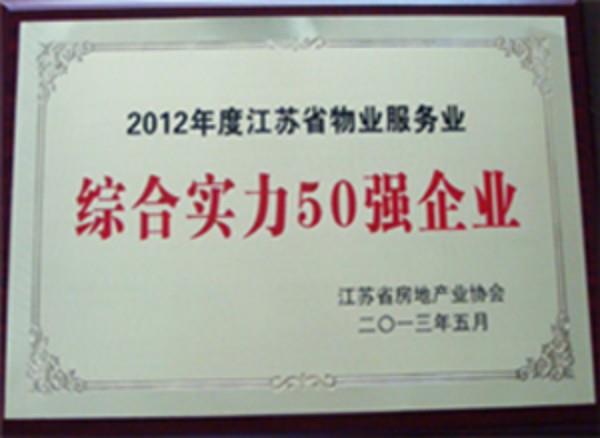 2012年度江苏省物业服务业
综合实力50强企业
江苏省房地产业协会
二〇一三年五月